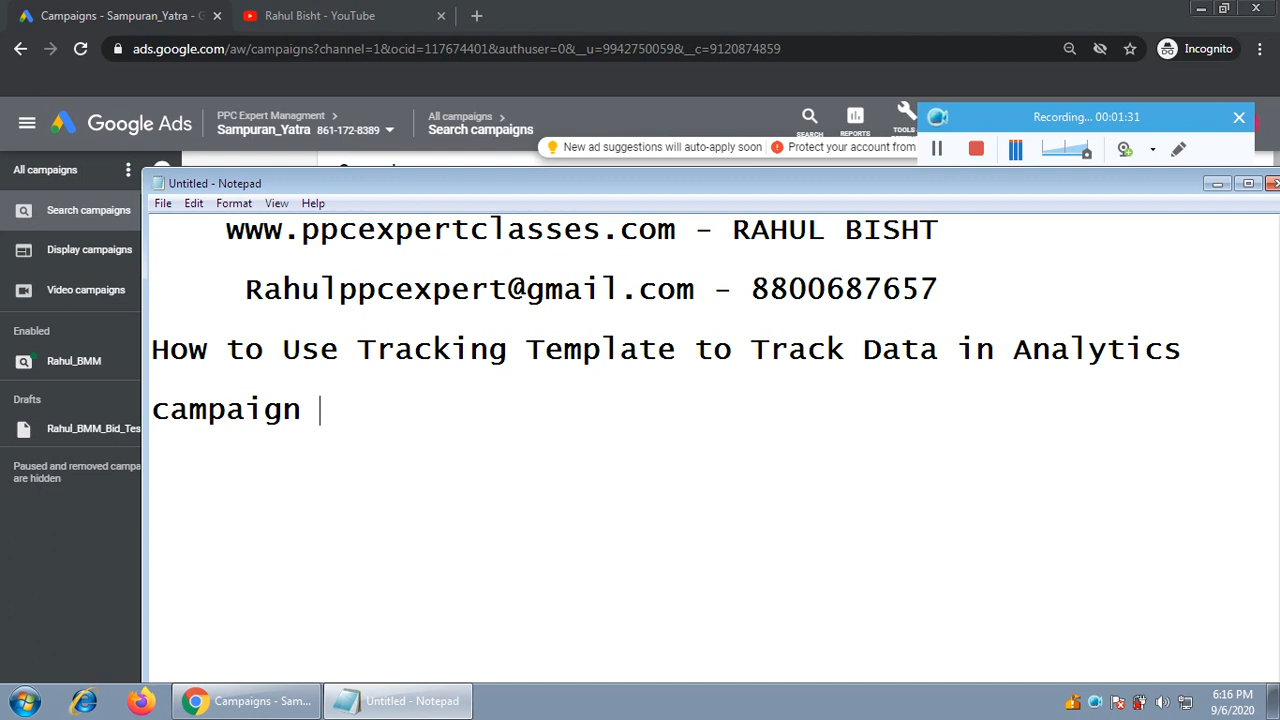 Campaigns - Sampuran_Yatra - G
Rahul Bisht - YouTube
ads.google.com/aw/campaigns?channel=1&ocid=117674401&authuser=0&__u=99427500​59&__c=9120874859
Incognito
Google Ads
PPC Expert Managment
Sampuran_Yatra 861-172-8389
All campaigns
Search campaigns
SEARCH
REPORTS
TOOLS
Recording... 00:01:31
New ad suggestions will auto-apply soon
Protect your account from
All campaigns
Search campaigns
Display campaigns
Video campaigns
Enabled
Rahul_BMM
Drafts
Rahul_BMM_Bid_Tes
Paused and removed campa
are hidden
Untitled - Notepad
File Edit Format View Help
www.ppcexpertclasses.com - RAHUL BISHT
Rahulppcexpert@gmail.com - 8800687657
How to Use Tracking Template to Track Data in Analytics
campaign
Campaigns - Sam...
Untitled - Notepad
6:16 PM
9/6/2020